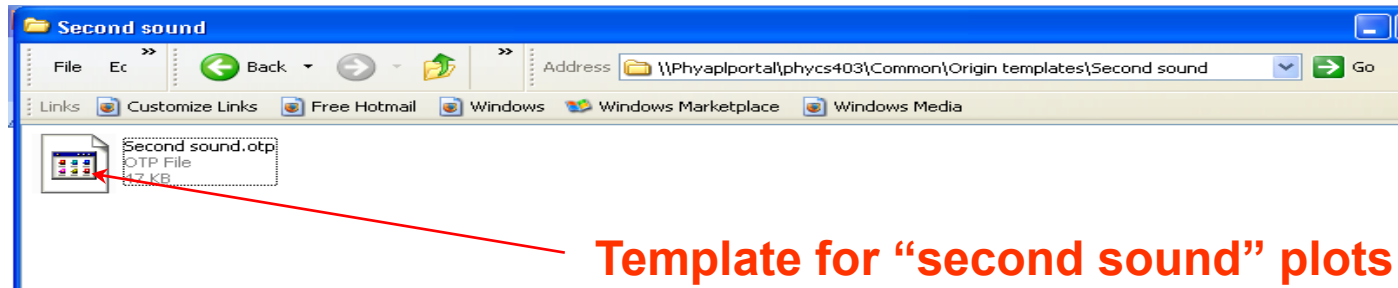 Second sound
File Ec » Back » Address \\Phyaplportal\phycs403\Common\Origin templates\Second sound Go
Links Customize Links Free Hotmail Windows Windows Marketplace Windows Media
Second sound.otp
OTP File
47 KB
Template for “second sound” plots